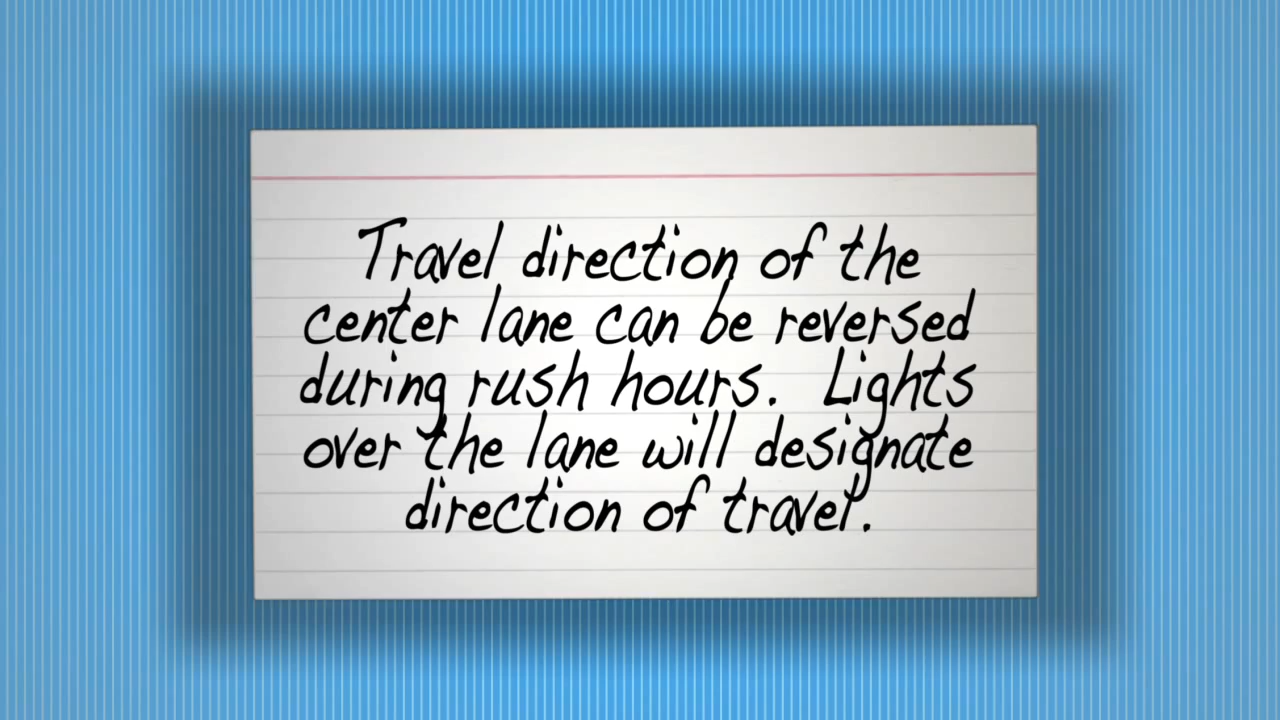 Travel direction of the
center lane can be reversed
during rush hours.  Lights
over the lane will designate
direction of travel.